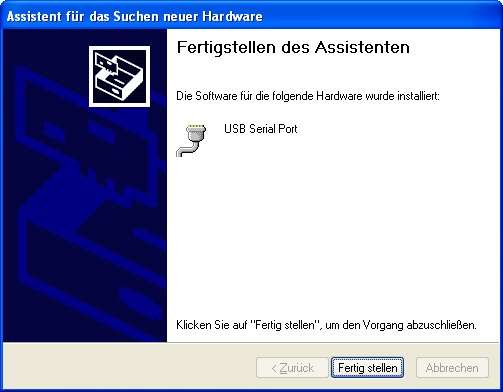 Assistent für das Suchen neuer Hardware
Fertigstellen des Assistenten
Die Software für die folgende Hardware wurde installiert:
USB Serial Port
Klicken Sie auf "Fertig stellen", um den Vorgang abzuschließen.
< Zurück
Fertig stellen
Abbrechen